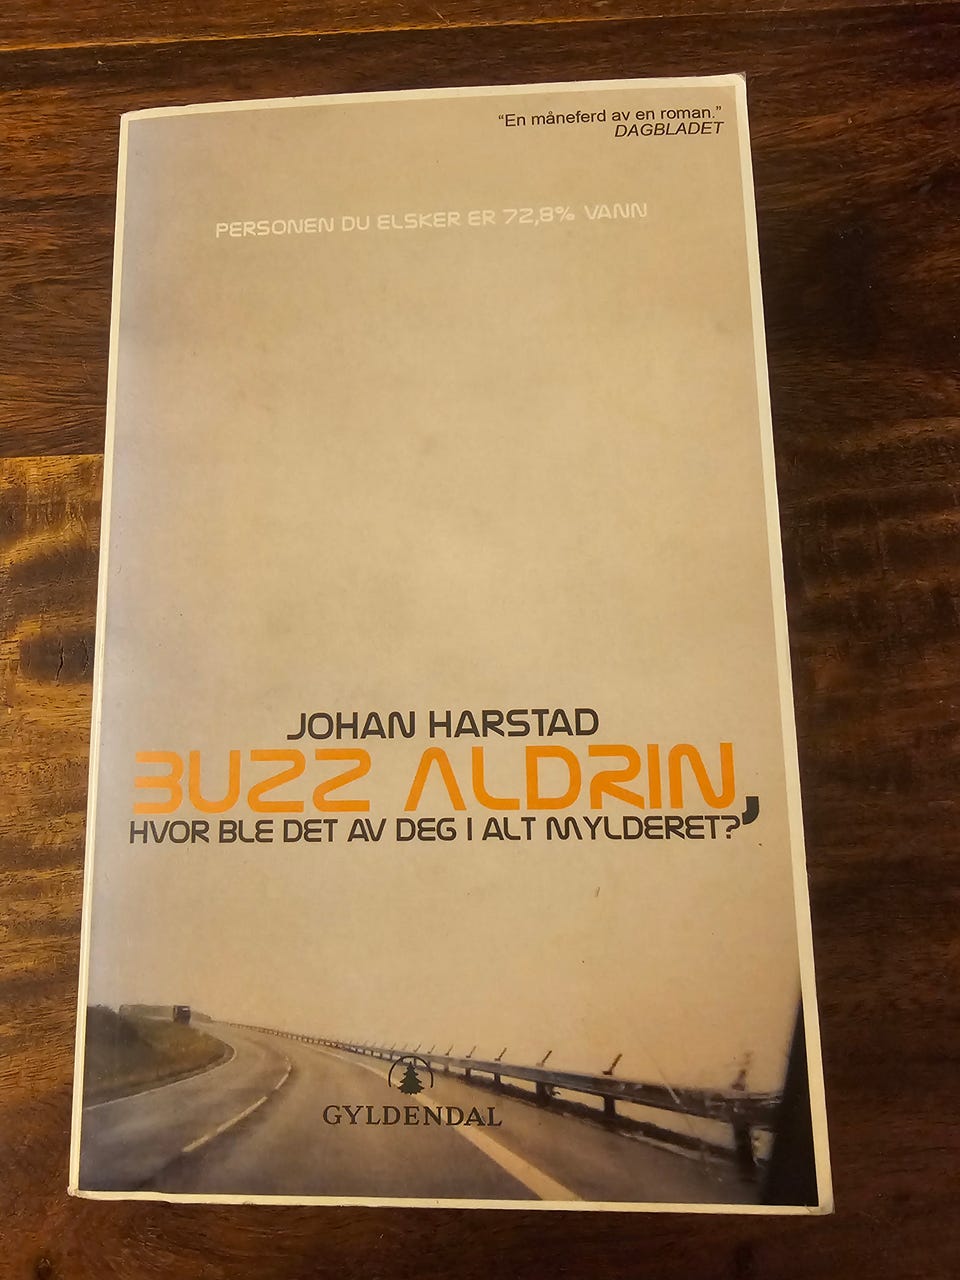 “En måneferd av en roman.”
DAGBLADET
PERSONEN DU ELSKER ER 72,8% VANN
JOHAN HARSTAD
BUZZ ALDRIN,
HVOR BLE DET AV DEG I ALT MYLDERET?
GYLDENDAL